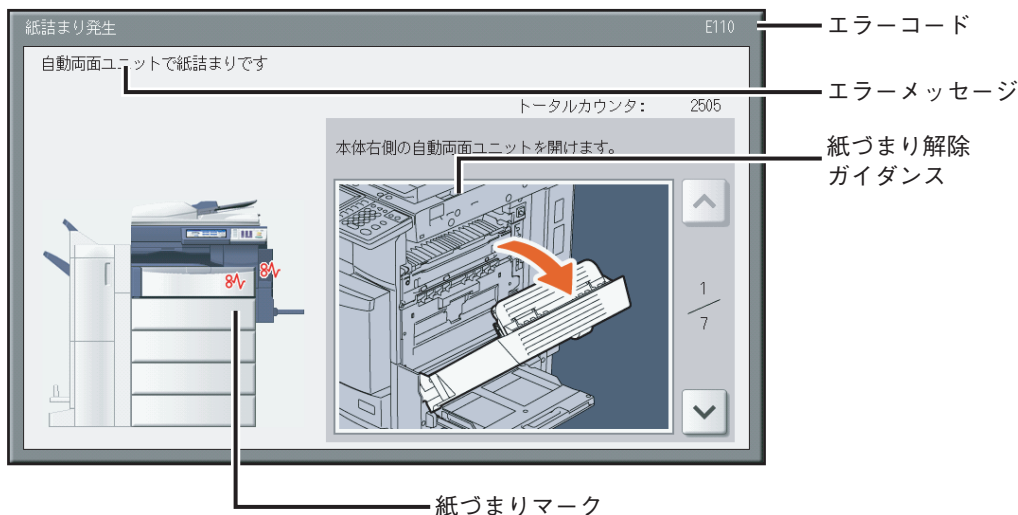 紙詰まり発生
E110
エラーコード
自動両面ユニットで紙詰まりです
エラーメッセージ
トータルカウンタ: 2505
本体右側の自動両面ユニットを開けます。
紙づまり解除
ガイダンス
1
7
紙づまりマーク